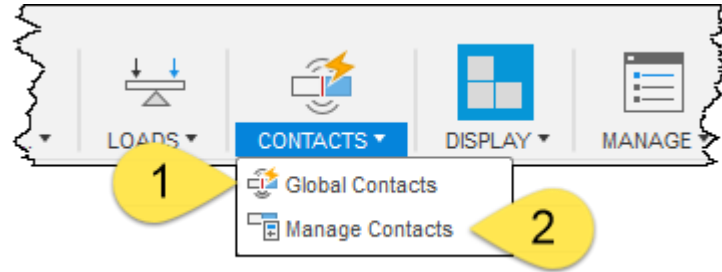 LOADS CONTACTS DISPLAY MANAGE
1 Global Contacts
Manage Contacts 2